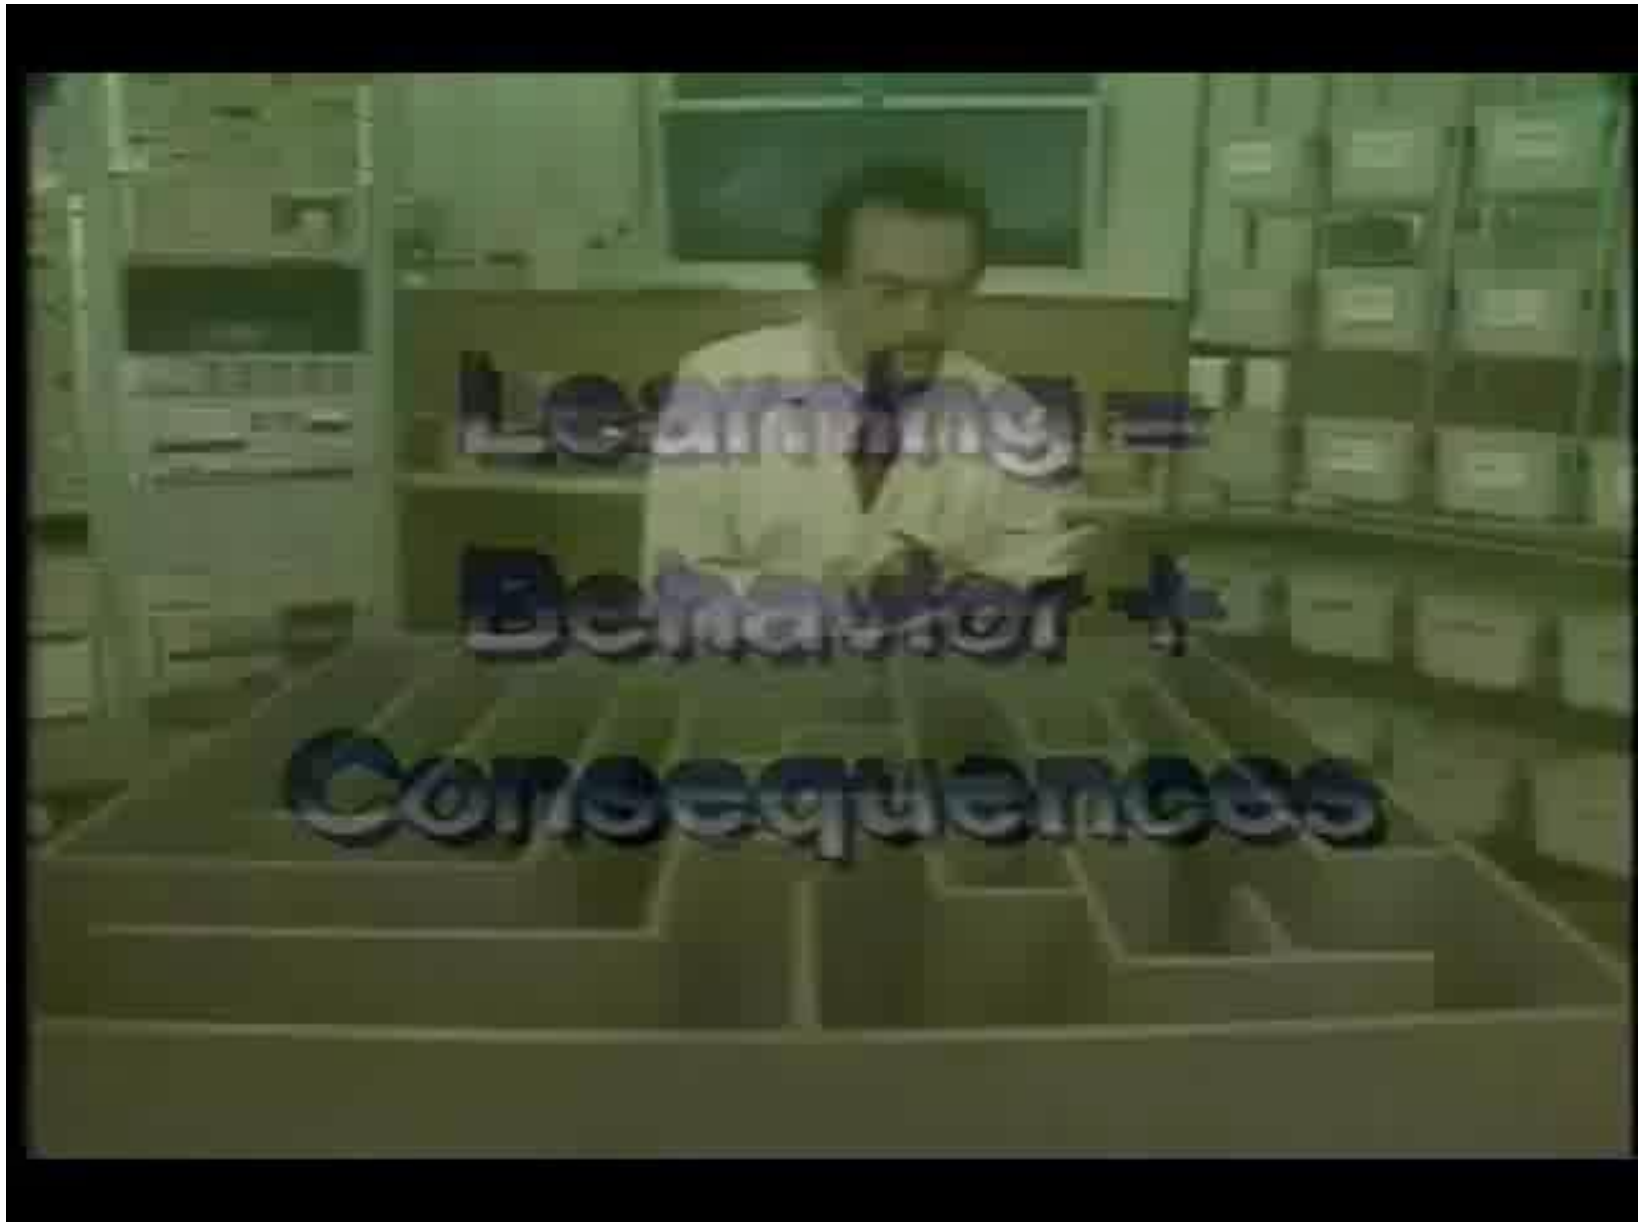 Learning =
Behavior +
Consequences